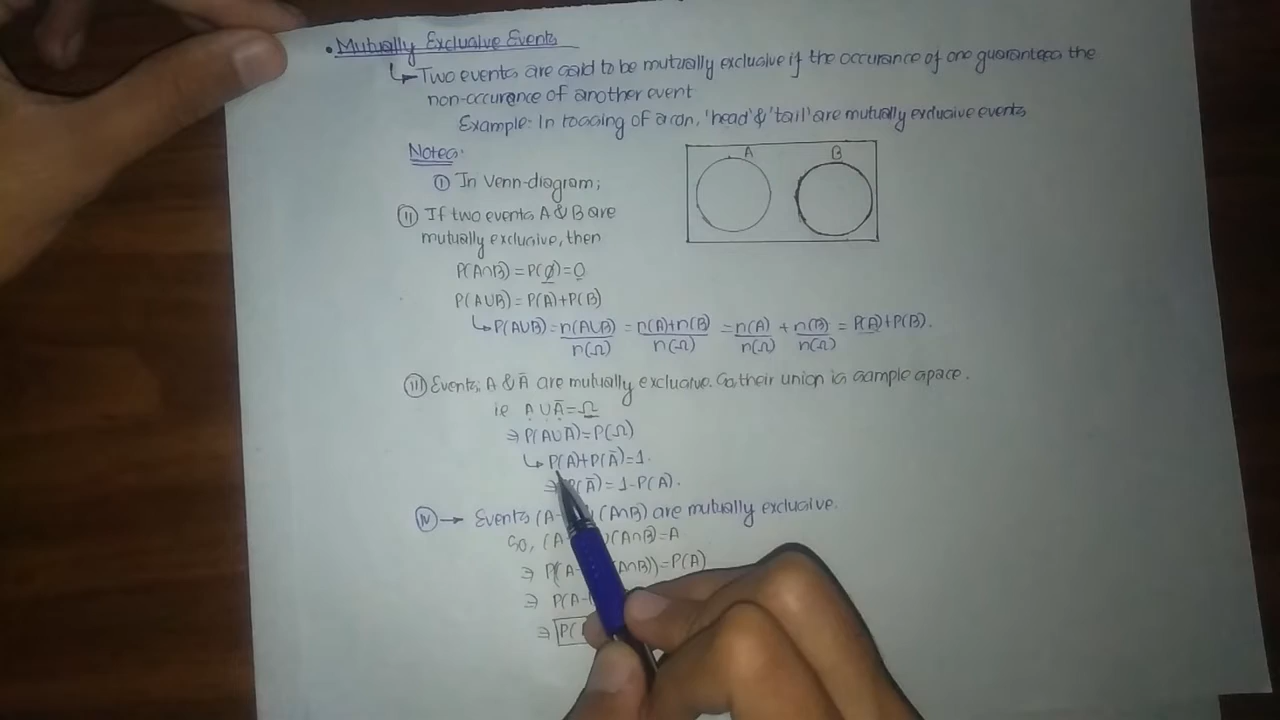 • Mutually Exclusive Events
↳ Two events are said to be mutually exclusive if the occurance of one guarantees the
non-occurance of another event
Example: In tossing of a coin, 'head' & 'tail' are mutually exclusive events
Notes:
① In Venn-diagram;
A B
② If two events A & B are
mutually exclusive, then
P(A∩B) = P(∅) = 0
P(A∪B) = P(A)+P(B)
↳ P(A∪B) = n(A∪B)/n(Ω) = n(A)+n(B)/n(Ω) = n(A)/n(Ω) + n(B)/n(Ω) = P(A)+P(B).
③ Events; A & Ā are mutually exclusive. So, their union is sample space.
ie A ∪ Ā = Ω
⇒ P(A∪Ā) = P(Ω)
↳ P(A)+P(Ā) = 1.
⇒ P(Ā) = 1-P(A).
④ → Events (A- (A∩B) are mutually exclusive.
So, (A- (A∩B) = A
⇒ P(A- (A∩B)) = P(A)
⇒ P(A-
⇒ P(